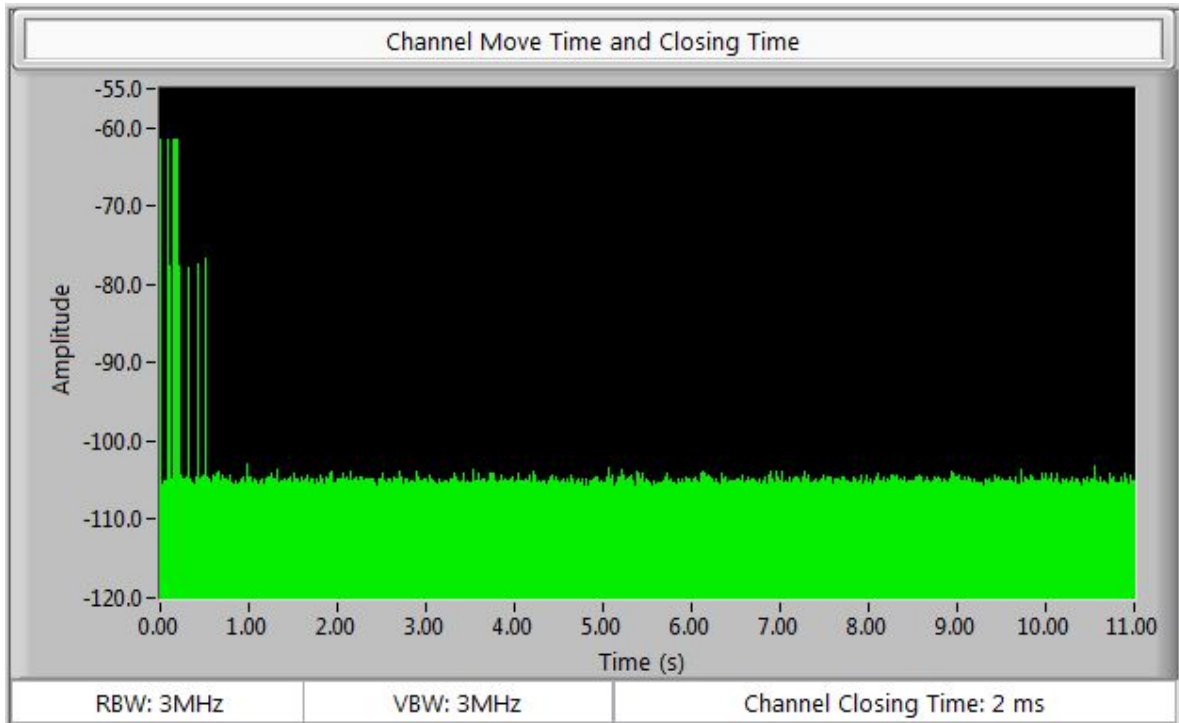 Channel Move Time and Closing Time
-55.0
-60.0
-70.0
-80.0
-90.0
-100.0
-110.0
-120.0
Amplitude
0.00 1.00 2.00 3.00 4.00 5.00 6.00 7.00 8.00 9.00 10.00 11.00
Time (s)
RBW: 3MHz VBW: 3MHz Channel Closing Time: 2 ms